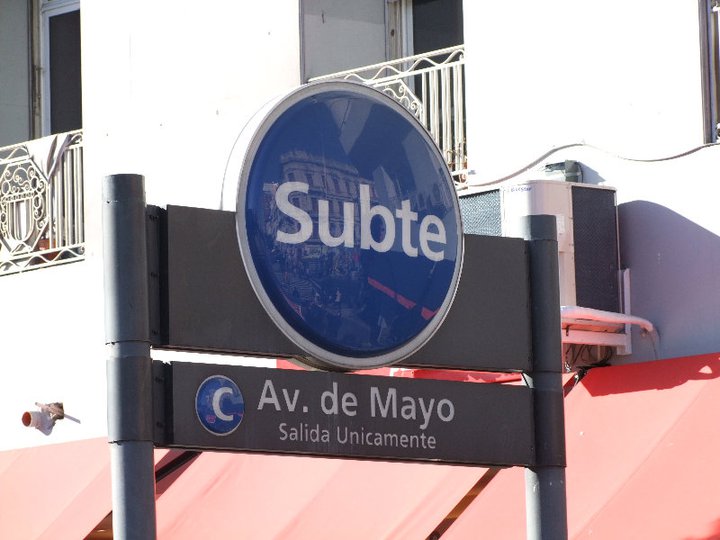 Subte
C Av. de Mayo
Salida Unicamente